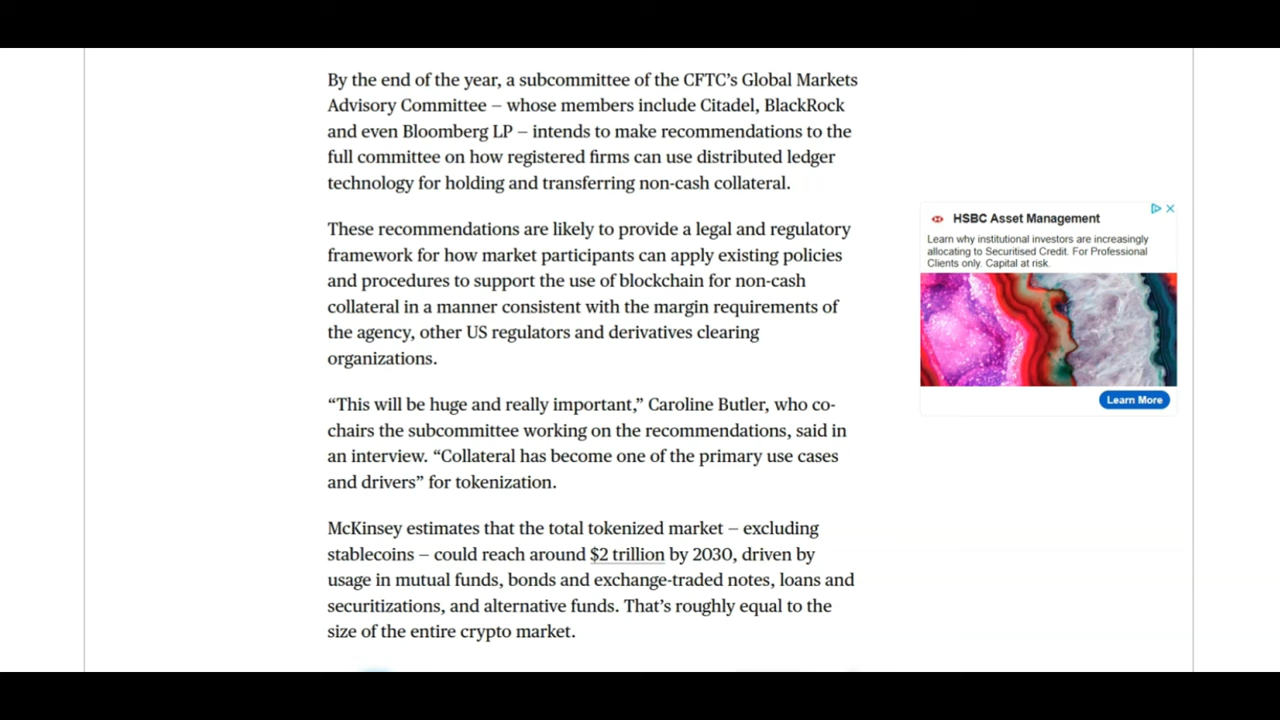 By the end of the year, a subcommittee of the CFTC’s Global Markets
Advisory Committee – whose members include Citadel, BlackRock
and even Bloomberg LP – intends to make recommendations to the
full committee on how registered firms can use distributed ledger
technology for holding and transferring non-cash collateral.
These recommendations are likely to provide a legal and regulatory
framework for how market participants can apply existing policies
and procedures to support the use of blockchain for non-cash
collateral in a manner consistent with the margin requirements of
the agency, other US regulators and derivatives clearing
organizations.
“This will be huge and really important,” Caroline Butler, who co-
chairs the subcommittee working on the recommendations, said in
an interview. “Collateral has become one of the primary use cases
and drivers” for tokenization.
McKinsey estimates that the total tokenized market – excluding
stablecoins – could reach around $2 trillion by 2030, driven by
usage in mutual funds, bonds and exchange-traded notes, loans and
securitizations, and alternative funds. That’s roughly equal to the
size of the entire crypto market.
HSBC Asset Management
Learn why institutional investors are increasingly
allocating to Securitised Credit. For Professional
Clients only. Capital at risk.
Learn More